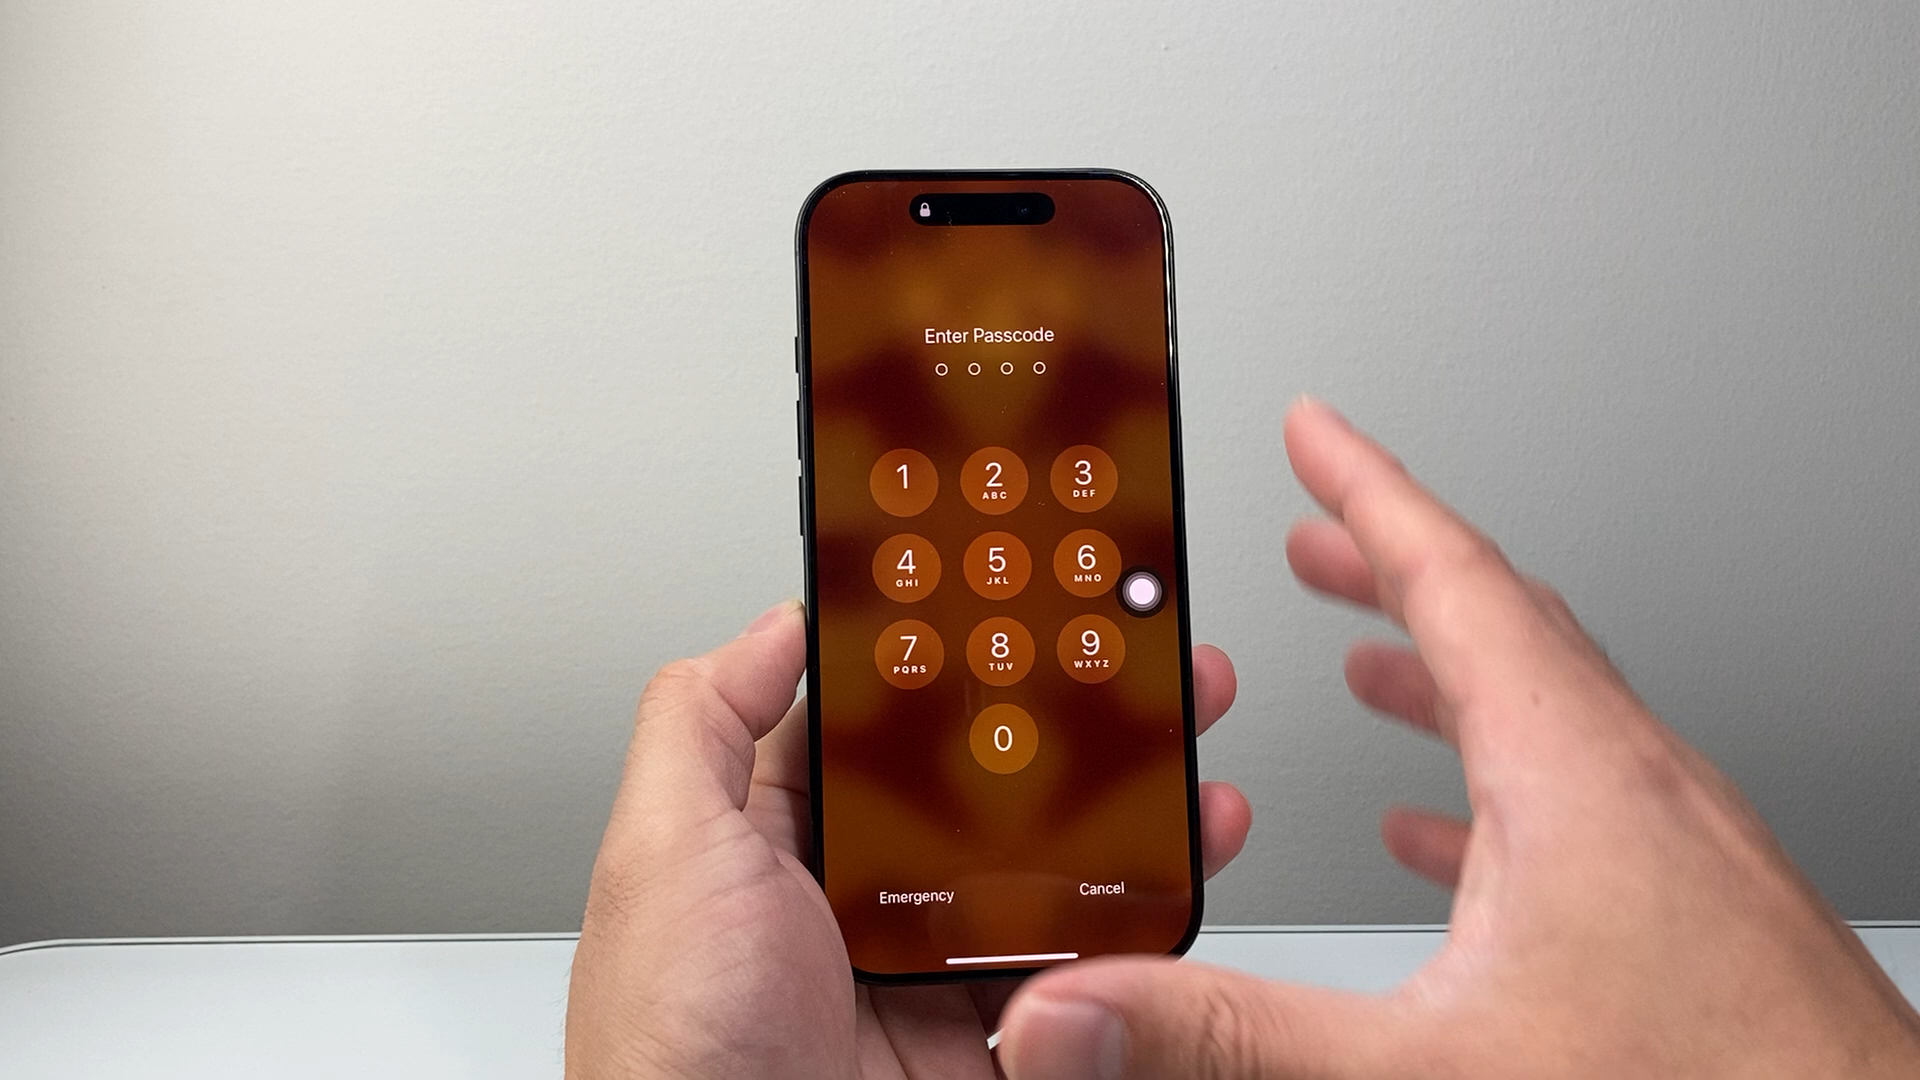 Enter Passcode
1 2 3
ABC DEF
4 5 6
GHI JKL MNO
7 8 9
PQRS TUV WXYZ
0
Emergency Cancel